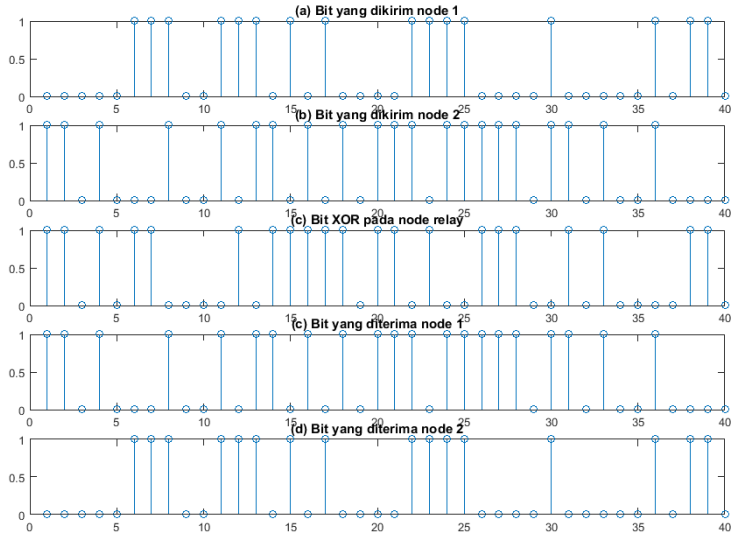 (a) Bit yang dikirim node 1
1
0.5
0
0 5 10 15 20 25 30 35 40
(b) Bit yang dikirim node 2
1
0.5
0
0 5 10 15 20 25 30 35 40
(c) Bit XOR pada node relay
1
0.5
0
0 5 10 15 20 25 30 35 40
(c) Bit yang diterima node 1
1
0.5
0
0 5 10 15 20 25 30 35 40
(d) Bit yang diterima node 2
1
0.5
0
0 5 10 15 20 25 30 35 40